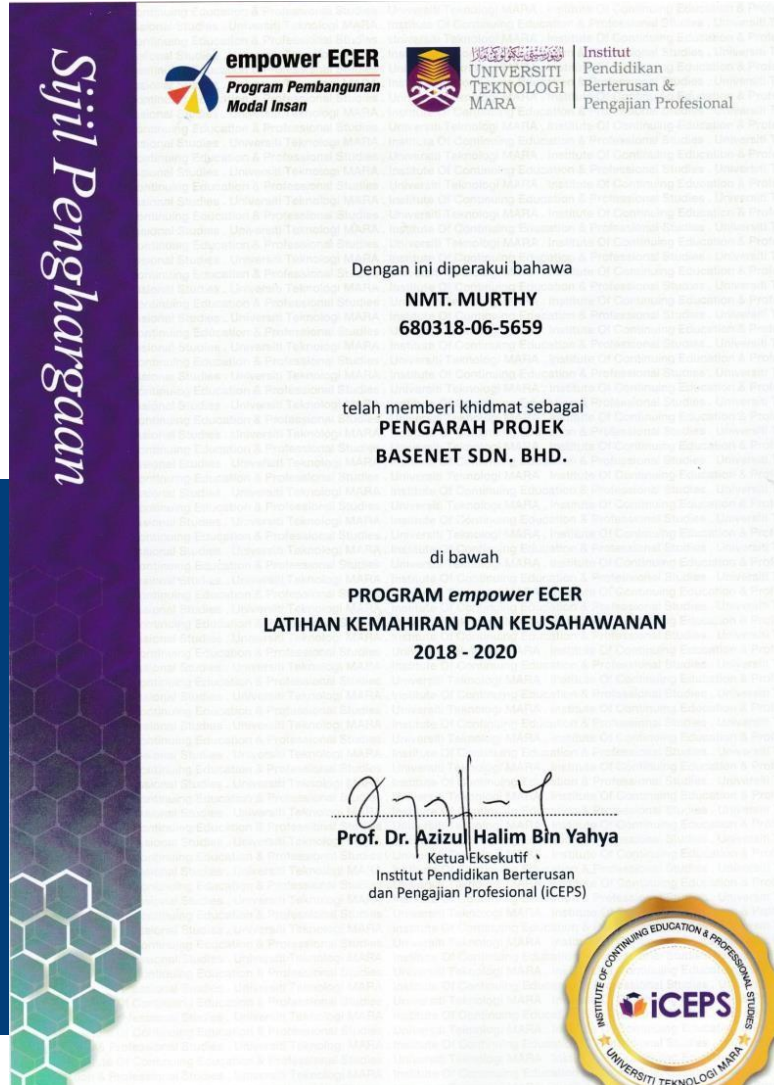 Sijil Penghargaan
empower ECER
Program Pembangunan
Modal Insan
UNIVERSITI
TEKNOLOGI
MARA
Institut
Pendidikan
Berterusan &
Pengajian Profesional
Dengan ini diperakui bahawa
NMT. MURTHY
680318-06-5659
telah memberi khidmat sebagai
PENGARAH PROJEK
BASENET SDN. BHD.
di bawah
PROGRAM empower ECER
LATIHAN KEMAHIRAN DAN KEUSAHAWANAN
2018 - 2020
Prof. Dr. Azizul Halim Bin Yahya
Ketua Eksekutif
Institut Pendidikan Berterusan
dan Pengajian Profesional (iCEPS)
INSTITUTE OF CONTINUING EDUCATION & PROFESSIONAL STUDIES
iCEPS
UNIVERSITI TEKNOLOGI MARA